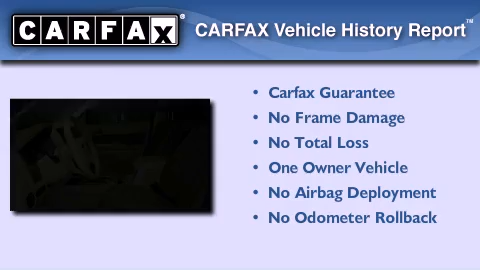 CARFAX® CARFAX Vehicle History Report™
• Carfax Guarantee
• No Frame Damage
• No Total Loss
• One Owner Vehicle
• No Airbag Deployment
• No Odometer Rollback